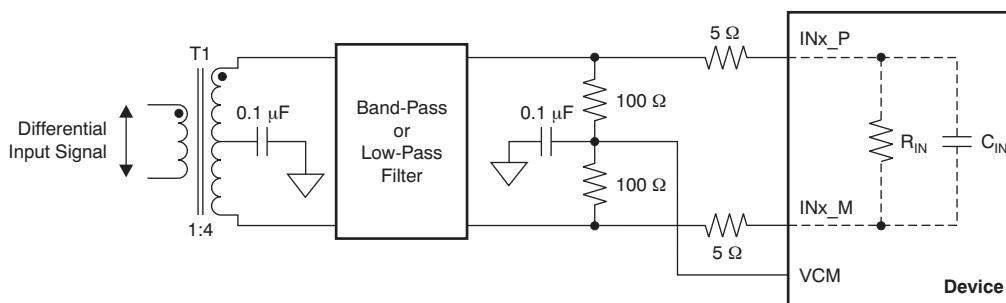 T1
Differential
Input Signal
1:4
0.1 μF
Band-Pass
or
Low-Pass
Filter
0.1 μF
100 Ω
100 Ω
5 Ω
5 Ω
INx_P
R_IN
C_IN
INx_M
VCM
Device